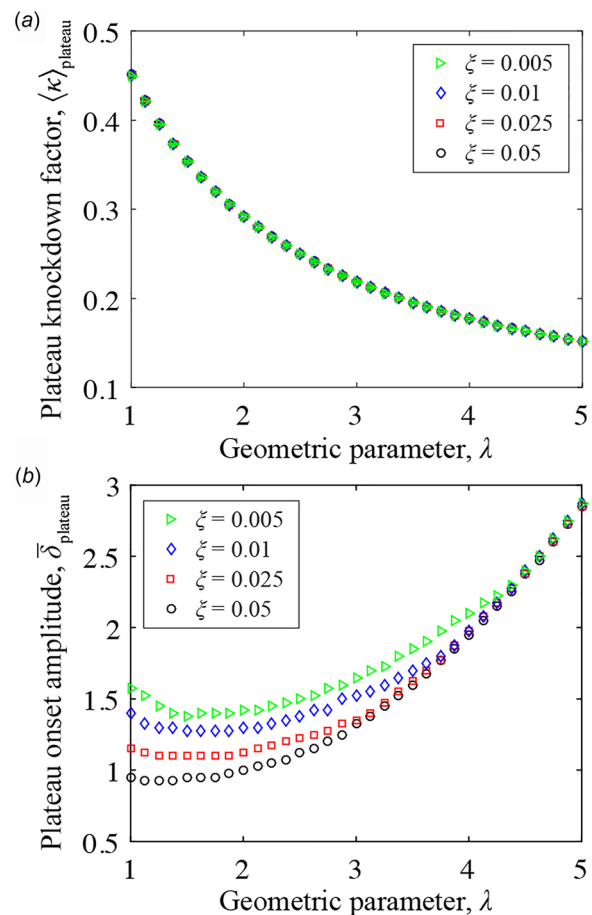 (a)
0.5
0.4
0.3
0.2
0.1
Plateau knockdown factor, ⟨κ⟩plateau
ξ = 0.005
ξ = 0.01
ξ = 0.025
ξ = 0.05
1 2 3 4 5
Geometric parameter, λ
(b)
3
2.5
2
1.5
1
0.5
Plateau onset amplitude, δ̅plateau
ξ = 0.005
ξ = 0.01
ξ = 0.025
ξ = 0.05
1 2 3 4 5
Geometric parameter, λ